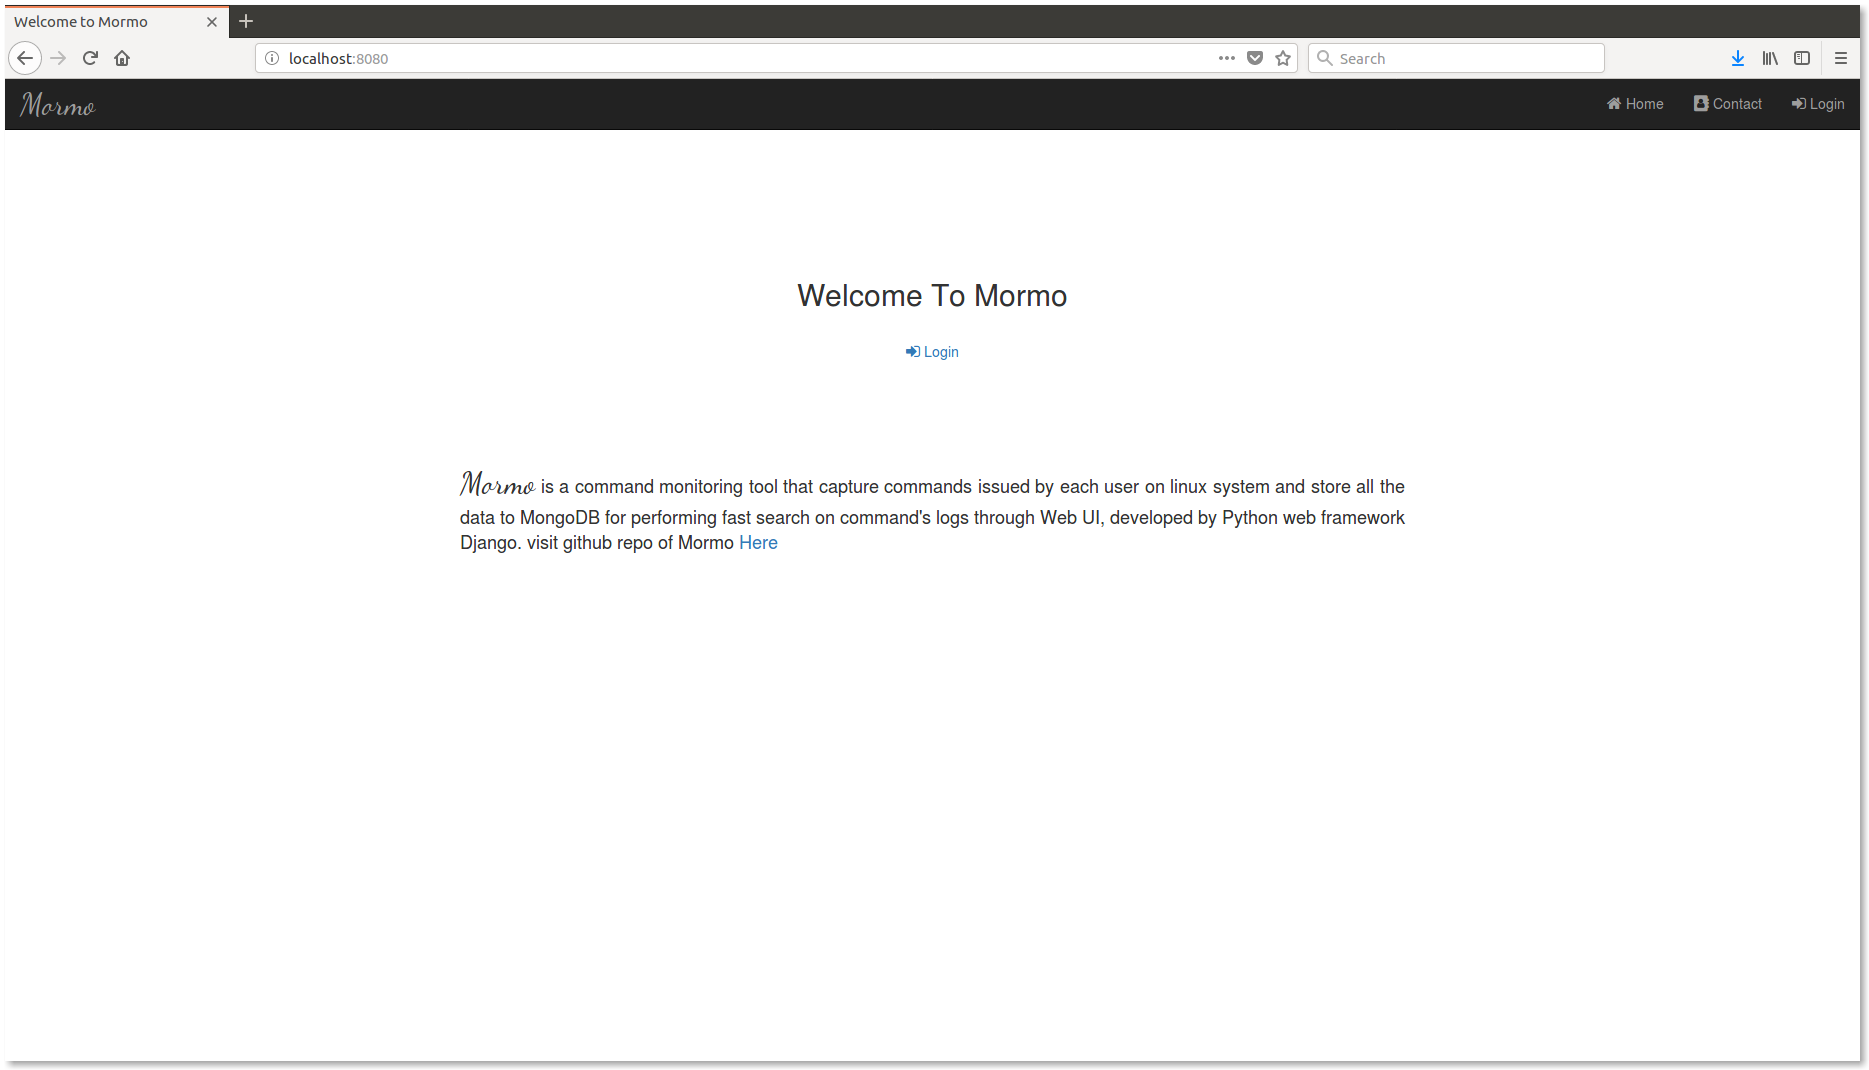 Welcome to Mormo
localhost:8080
Search
Mormo
Home
Contact
Login
Welcome To Mormo
Login
Mormo is a command monitoring tool that capture commands issued by each user on linux system and store all the
data to MongoDB for performing fast search on command's logs through Web UI, developed by Python web framework
Django. visit github repo of Mormo Here